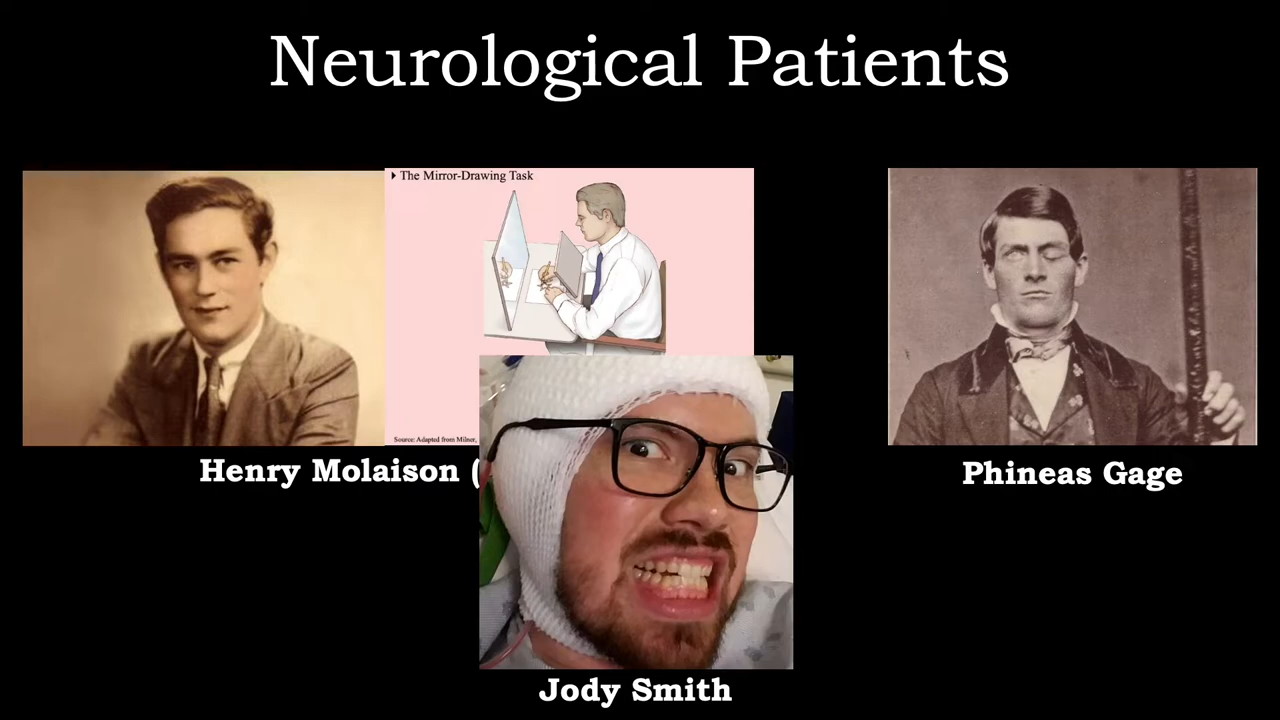 Neurological Patients
The Mirror-Drawing Task
Source: Adapted from Milner,
Henry Molaison (
Phineas Gage
Jody Smith